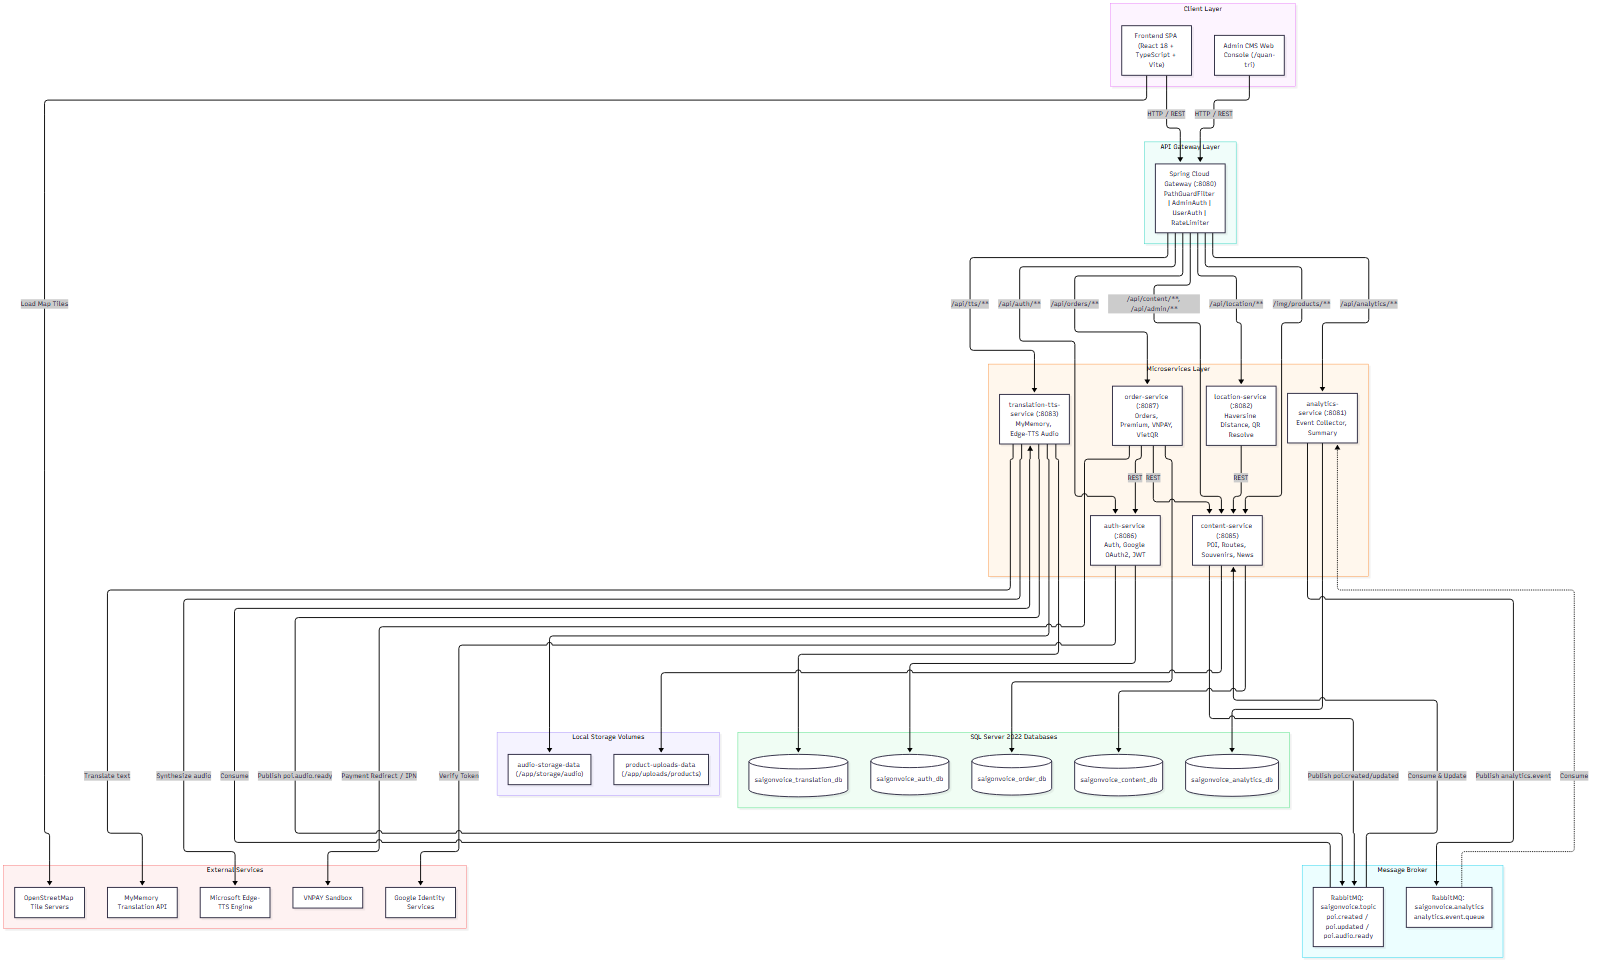 Client Layer
Frontend SPA
(React 18 +
TypeScript +
Vite)
Admin CMS Web
Console (/quan-
tri)
HTTP / REST
HTTP / REST
API Gateway Layer
Spring Cloud
Gateway (:8080)
PathGuardFilter
| AdminAuth |
UserAuth |
RateLimiter
Load Map Tiles
/api/tts/**
/api/auth/**
/api/orders/**
/api/content/**,
/api/admin/**
/api/location/**
/img/products/**
/api/analytics/**
Microservices Layer
translation-tts-
service (:8083)
MyMemory,
Edge-TTS Audio
order-service
(:8087)
Orders,
Premium, VNPAY,
VietQR
location-service
(:8082)
Haversine
Distance, QR
Resolve
analytics-
service (:8081)
Event Collector,
Summary
REST
REST
REST
auth-service
(:8086)
Auth, Google
OAuth2, JWT
content-service
(:8085)
POI, Routes,
Souvenirs, News
Local Storage Volumes
audio-storage-data
(/app/storage/audio)
product-uploads-data
(/app/uploads/products)
SQL Server 2022 Databases
saigonvoice_translation_db
saigonvoice_auth_db
saigonvoice_order_db
saigonvoice_content_db
saigonvoice_analytics_db
Translate text
Synthesize audio
Consume
Publish poi.audio.ready
Payment Redirect / IPN
Verify Token
Publish poi.created/updated
Consume & Update
Publish analytics.event
Consume
External Services
OpenStreetMap
Tile Servers
MyMemory
Translation API
Microsoft Edge-
TTS Engine
VNPAY Sandbox
Google Identity
Services
Message Broker
RabbitMQ:
saigonvoice.topic
poi.created /
poi.updated /
poi.audio.ready
RabbitMQ:
saigonvoice.analytics
analytics.event.queue